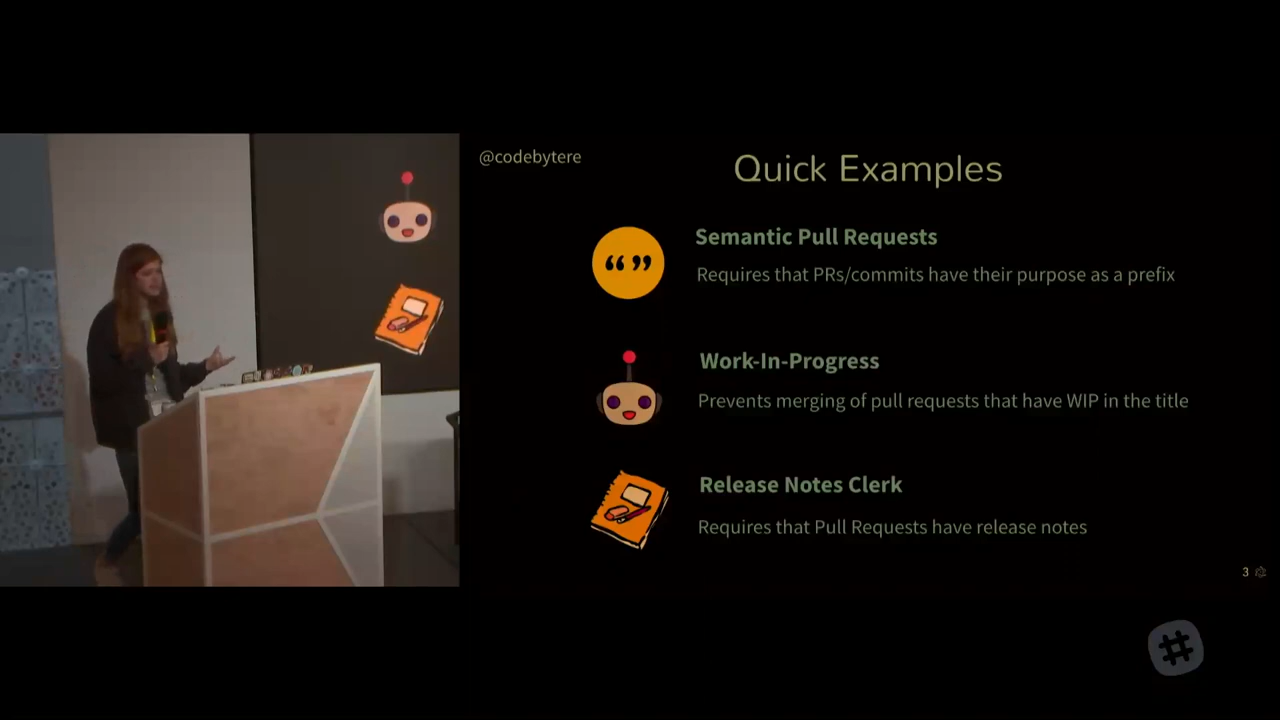 @codebytere
Quick Examples
“ ”
Semantic Pull Requests
Requires that PRs/commits have their purpose as a prefix
Work-In-Progress
Prevents merging of pull requests that have WIP in the title
Release Notes Clerk
Requires that Pull Requests have release notes
3
#